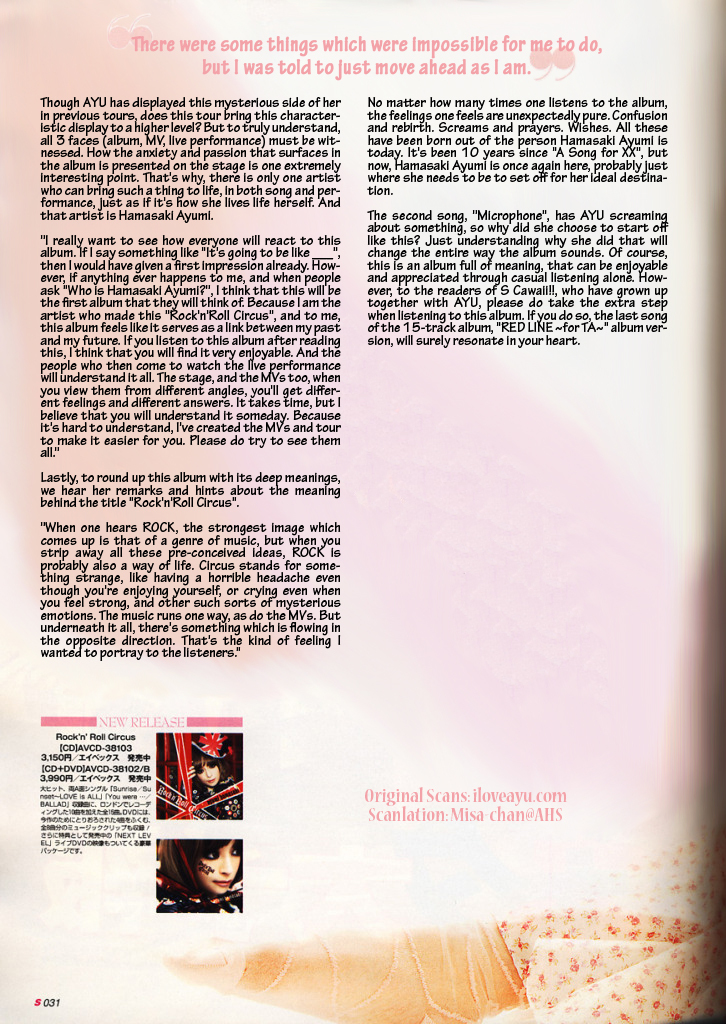 There were some things which were impossible for me to do,
but I was told to just move ahead as I am.
Though AYU has displayed this mysterious side of her
in previous tours, does this tour bring this character-
istic display to a higher level? But to truly understand,
all 3 faces (album, MV, live performance) must be wit-
nessed. How the anxiety and passion that surfaces in
the album is presented on the stage is one extremely
interesting point. That's why, there is only one artist
who can bring such a thing to life, in both song and per-
formance, just as if it's how she lives life herself. And
that artist is Hamasaki Ayumi.
"I really want to see how everyone will react to this
album. If I say something like "It's going to be like ___",
then I would have given a first impression already. How-
ever, if anything ever happens to me, and when people
ask "Who is Hamasaki Ayumi?", I think that this will be
the first album that they will think of. Because I am the
artist who made this "Rock'n'Roll Circus", and to me,
this album feels like it serves as a link between my past
and my future. If you listen to this album after reading
this, I think that you will find it very enjoyable. And the
people who then come to watch the live performance
will understand it all. The stage, and the MVs too, when
you view them from different angles, you'll get differ-
ent feelings and different answers. It takes time, but I
believe that you will understand it someday. Because
it's hard to understand, I've created the MVs and tour
to make it easier for you. Please do try to see them
all."
Lastly, to round up this album with its deep meanings,
we hear her remarks and hints about the meaning
behind the title "Rock'n'Roll Circus".
"When one hears ROCK, the strongest image which
comes up is that of a genre of music, but when you
strip away all these pre-conceived ideas, ROCK is
probably also a way of life. Circus stands for some-
thing strange, like having a horrible headache even
though you're enjoying yourself, or crying even when
you feel strong, and other such sorts of mysterious
emotions. The music runs one way, as do the MVs. But
underneath it all, there's something which is flowing in
the opposite direction. That's the kind of feeling I
wanted to portray to the listeners."
No matter how many times one listens to the album,
the feelings one feels are unexpectedly pure. Confusion
and rebirth. Screams and prayers. Wishes. All these
have been born out of the person Hamasaki Ayumi is
today. It's been 10 years since "A Song for XX", but
now, Hamasaki Ayumi is once again here, probably just
where she needs to be to set off for her ideal destina-
tion.
The second song, "Microphone", has AYU screaming
about something, so why did she choose to start off
like this? Just understanding why she did that will
change the entire way the album sounds. Of course,
this is an album full of meaning, that can be enjoyable
and appreciated through casual listening alone. How-
ever, to the readers of S Cawaii!!, who have grown up
together with AYU, please do take the extra step
when listening to this album. If you do so, the last song
of the 15-track album, "RED LINE ~for TA~" album ver-
sion, will surely resonate in your heart.
NEW RELEASE
Rock'n' Roll Circus
[CD]AVCD-38103
3,150円／エイベックス 発売中
[CD+DVD]AVCD-38102/B
3,990円／エイベックス 発売中
大ヒット、両A面シングル「Sunrise／Su
nset～LOVE is ALL」「You were …／
BALLAD」収録曲に、ロンドンでレコーデ
ィングした10曲を加えた全15曲。DVDには、
今作のためにとりおろされた4曲をふくむ、
全8曲分のミュージッククリップも収録！
さらに特典として発売中の「NEXT LEV
EL」ライブDVDの映像もついてくる豪華
パッケージです。
Rock'n'Roll Circus
Original Scans: iloveayu.com
Scanlation: Misa-chan@AHS
S 031